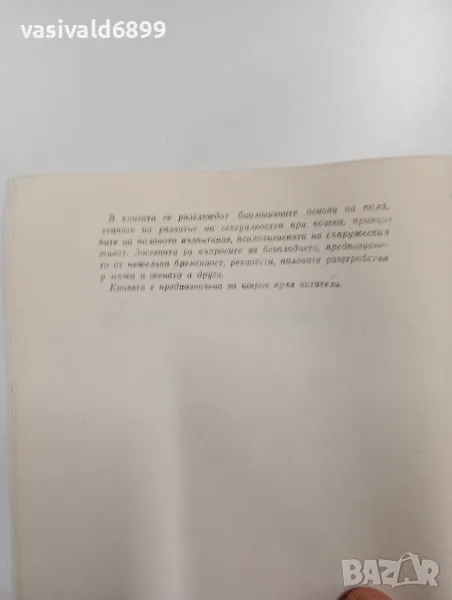 vasivald6899
В книгата се разглеждат биологичните основи на пола,
етапите на развитие на сексуалността при човека, принци-
пите на половото възпитание, психохигиената на съпружеския
живот. Засегнати са въпросите за безплодието, предпазване-
то от нежелана бременност, ревността, половите разстройства
у мъжа и жената и други.
Книгата е предназначена за широк кръг читатели.
BAZAR